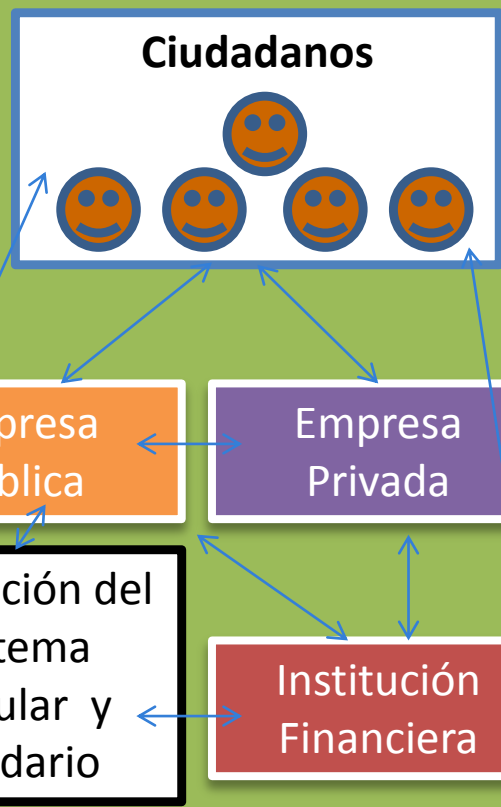 Ciudadanos
presa
blica
Empresa
Privada
ción del
tema
ular y
dario
Institución
Financiera